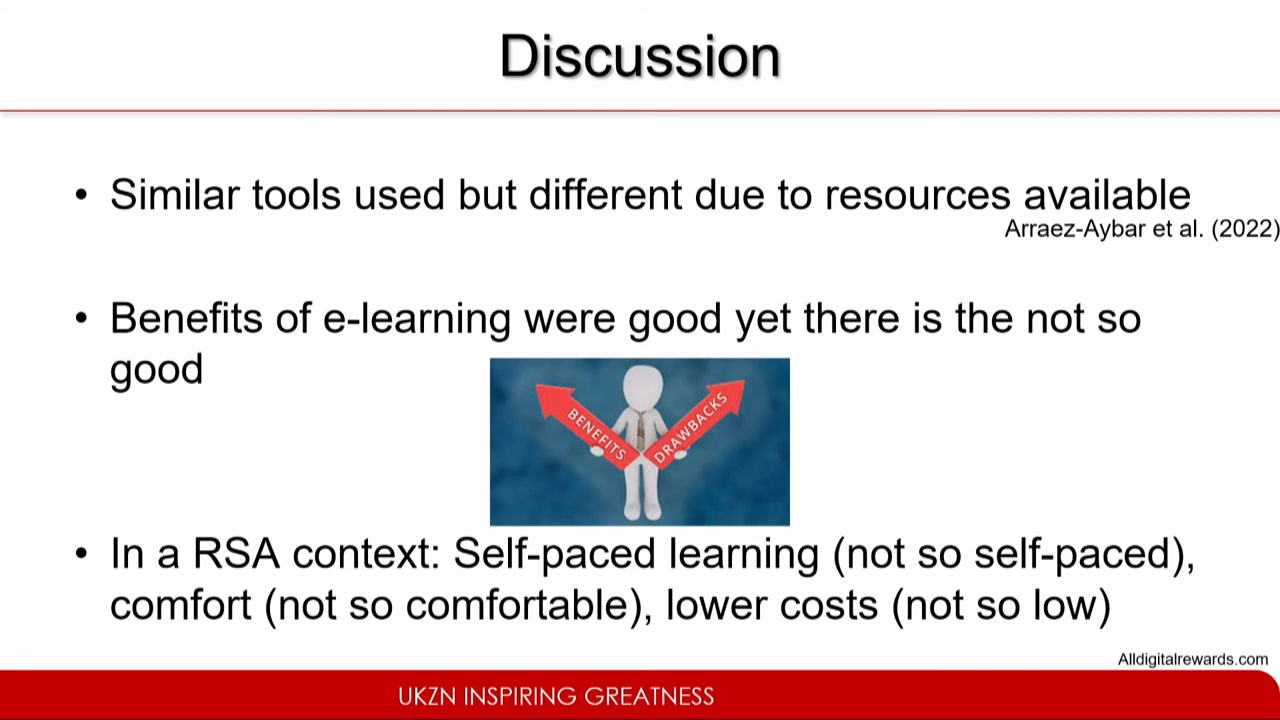 Discussion
• Similar tools used but different due to resources available
Arraez-Aybar et al. (2022)
• Benefits of e-learning were good yet there is the not so
good
BENEFITS
DRAWBACKS
• In a RSA context: Self-paced learning (not so self-paced),
comfort (not so comfortable), lower costs (not so low)
Alldigitalrewards.com
UKZN INSPIRING GREATNESS